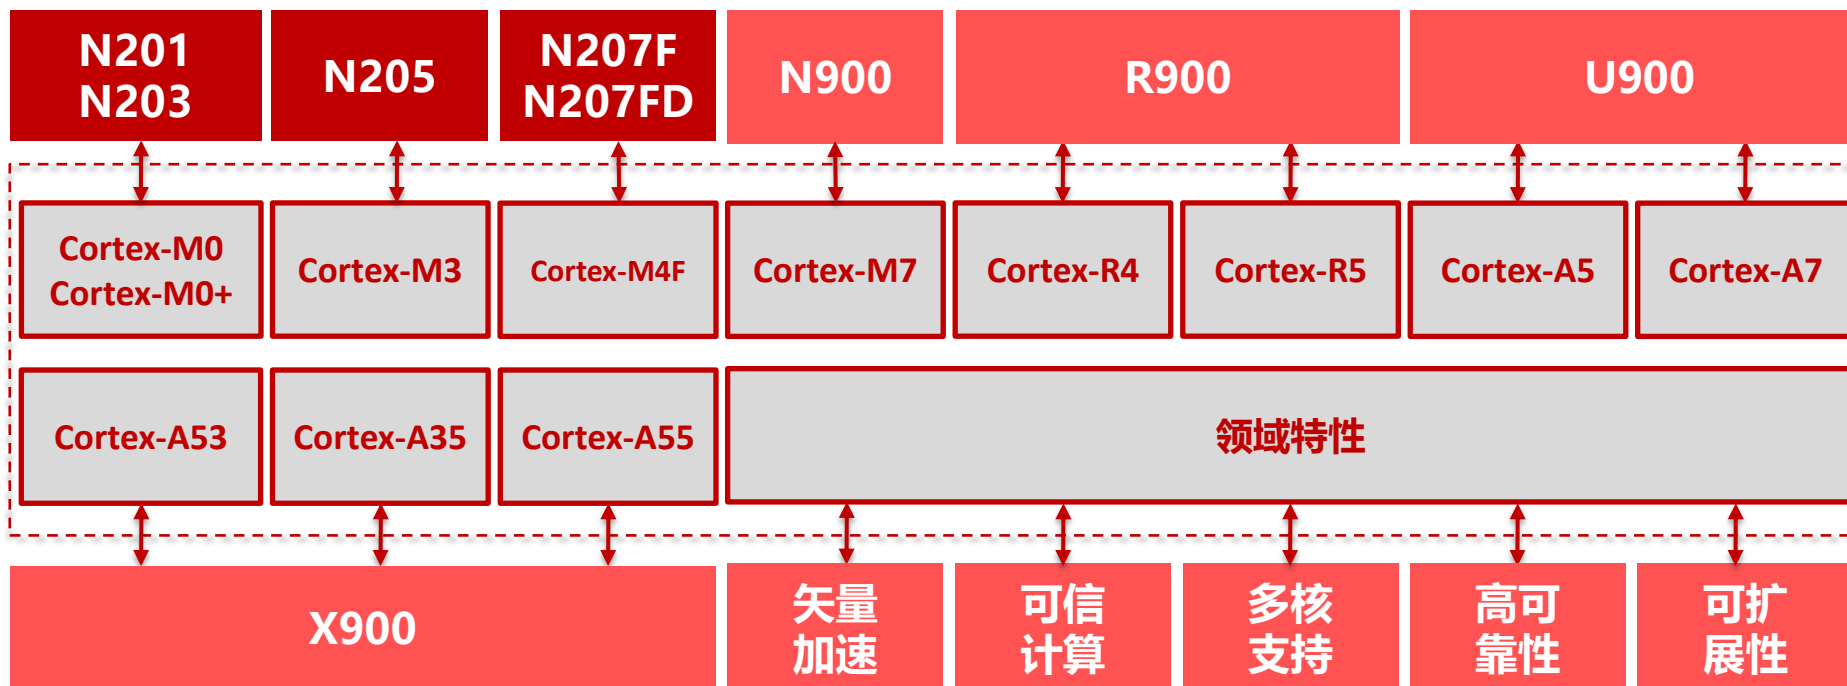 N201
N203
N205
N207F
N207FD
N900
R900
U900
Cortex-M0
Cortex-M0+
Cortex-M3
Cortex-M4F
Cortex-M7
Cortex-R4
Cortex-R5
Cortex-A5
Cortex-A7
Cortex-A53
Cortex-A35
Cortex-A55
领域特性
X900
矢量
加速
可信
计算
多核
支持
高可
靠性
可扩
展性